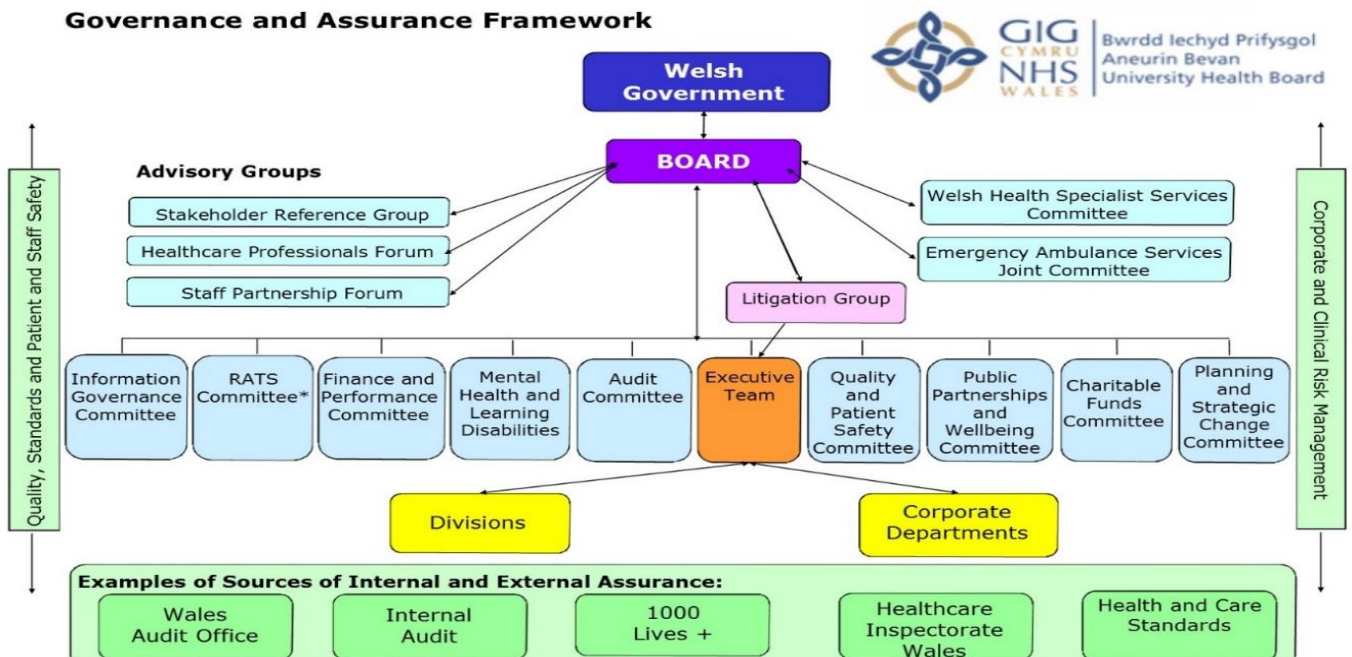 Governance and Assurance Framework
GIG
CYMRU
NHS
WALES
Bwrdd Iechyd Prifysgol
Aneurin Bevan
University Health Board
Welsh
Government
BOARD
Advisory Groups
Stakeholder Reference Group
Healthcare Professionals Forum
Staff Partnership Forum
Welsh Health Specialist Services
Committee
Emergency Ambulance Services
Joint Committee
Litigation Group
Quality, Standards and Patient and Staff Safety
Corporate and Clinical Risk Management
Information
Governance
Committee
RATS
Committee*
Finance and
Performance
Committee
Mental
Health and
Learning
Disabilities
Audit
Committee
Executive
Team
Quality
and
Patient
Safety
Committee
Public
Partnerships
and
Wellbeing
Committee
Charitable
Funds
Committee
Planning
and
Strategic
Change
Committee
Divisions
Corporate
Departments
Examples of Sources of Internal and External Assurance:
Wales
Audit Office
Internal
Audit
1000
Lives +
Healthcare
Inspectorate
Wales
Health and Care
Standards